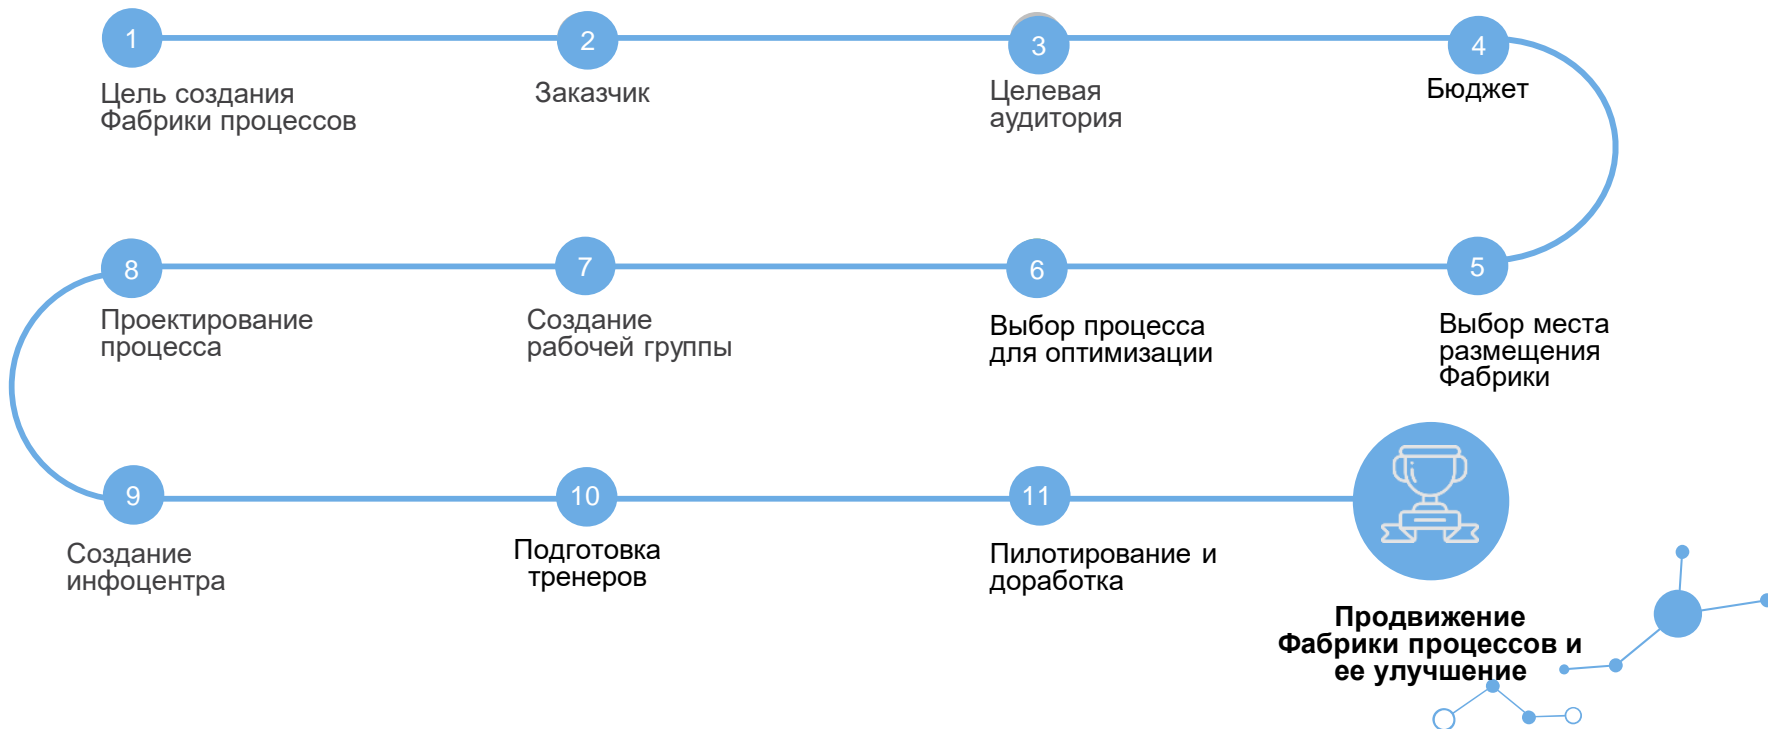 1
2
3
4
Цель создания
Фабрики процессов
Заказчик
Целевая
аудитория
Бюджет
8
7
6
5
Проектирование
процесса
Создание
рабочей группы
Выбор процесса
для оптимизации
Выбор места
размещения
Фабрики
9
10
11
Создание
инфоцентра
Подготовка
тренеров
Пилотирование и
доработка
Продвижение
Фабрики процессов и
ее улучшение